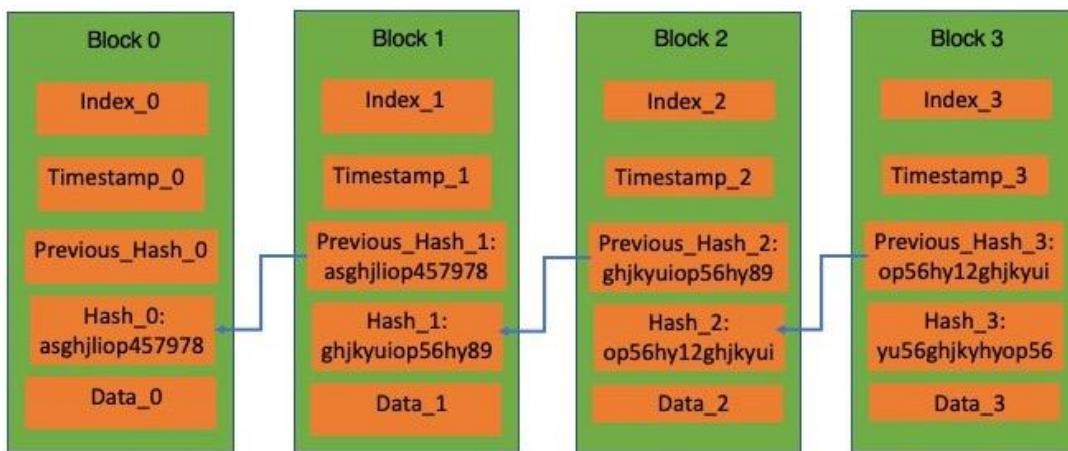 Block 0
Index_0
Timestamp_0
Previous_Hash_0
Hash_0:
asghjliop457978
Data_0
Block 1
Index_1
Timestamp_1
Previous_Hash_1:
asghjliop457978
Hash_1:
ghjkyuiop56hy89
Data_1
Block 2
Index_2
Timestamp_2
Previous_Hash_2:
ghjkyuiop56hy89
Hash_2:
op56hy12ghjkyui
Data_2
Block 3
Index_3
Timestamp_3
Previous_Hash_3:
op56hy12ghjkyui
Hash_3:
yu56ghjkyhyop56
Data_3